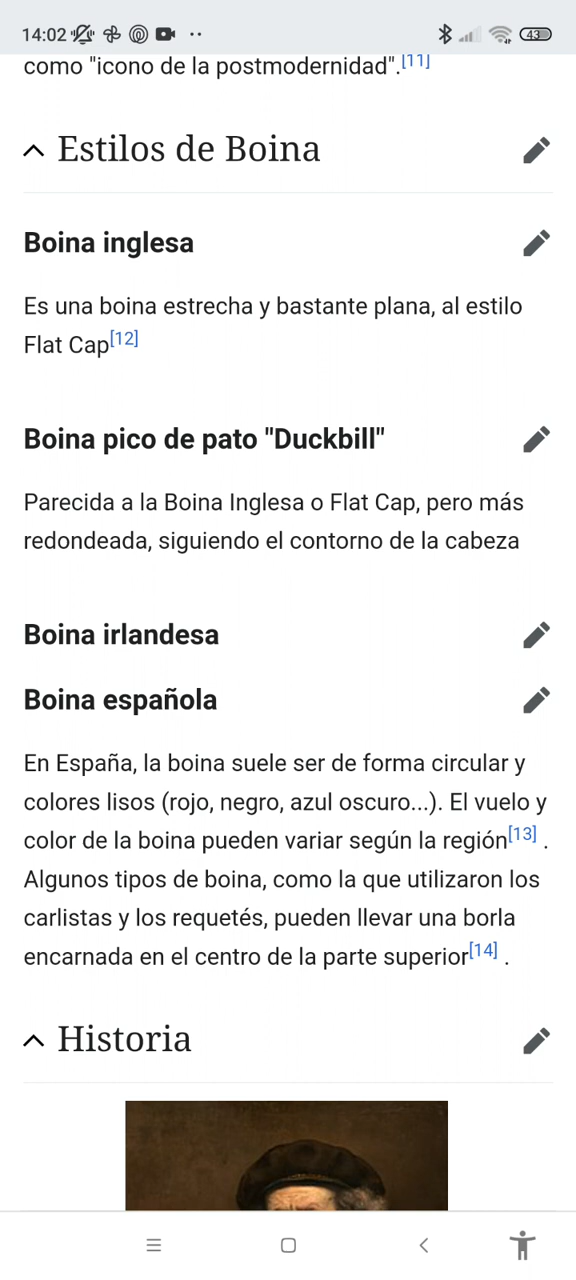 14:02
43
como "icono de la postmodernidad".[11]
Estilos de Boina
Boina inglesa
Es una boina estrecha y bastante plana, al estilo
Flat Cap[12]
Boina pico de pato "Duckbill"
Parecida a la Boina Inglesa o Flat Cap, pero más
redondeada, siguiendo el contorno de la cabeza
Boina irlandesa
Boina española
En España, la boina suele ser de forma circular y
colores lisos (rojo, negro, azul oscuro...). El vuelo y
color de la boina pueden variar según la región[13] .
Algunos tipos de boina, como la que utilizaron los
carlistas y los requetés, pueden llevar una borla
encarnada en el centro de la parte superior[14] .
Historia